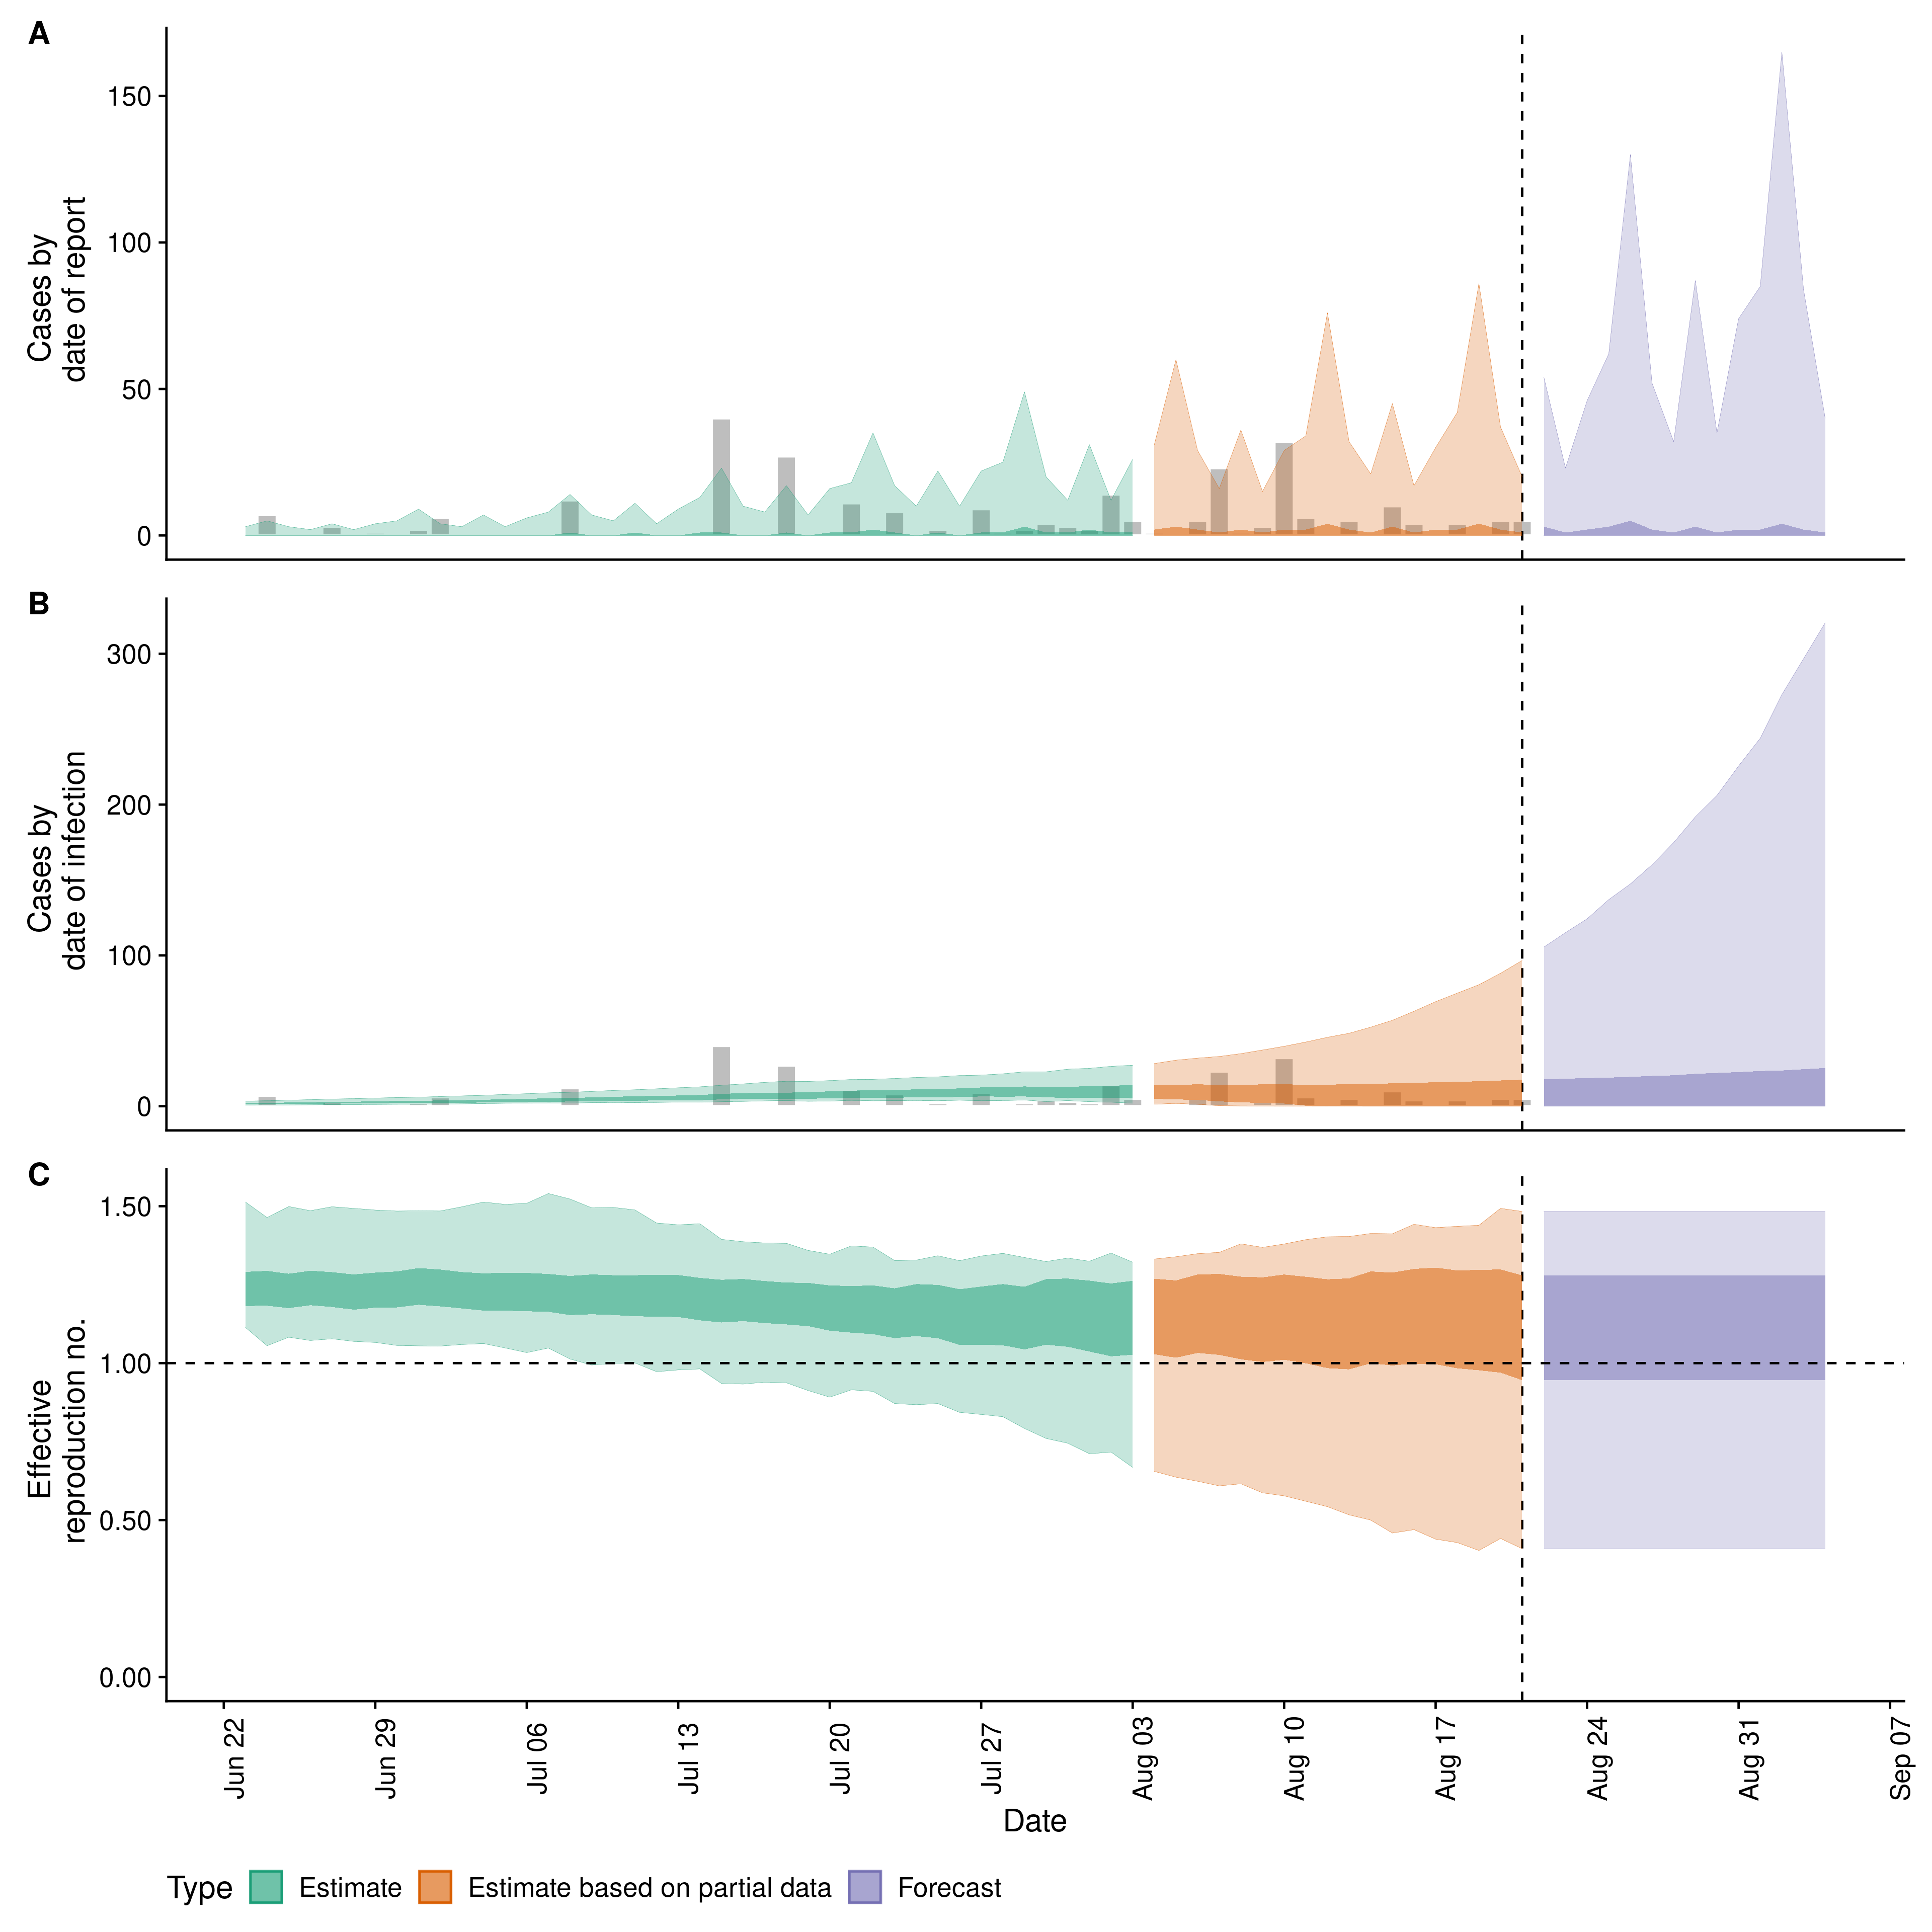 A
Cases by
date of report
150
100
50
0
B
Cases by
date of infection
300
200
100
0
C
Effective
reproduction no.
1.50
1.00
0.50
0.00
Jun 22
Jun 29
Jul 06
Jul 13
Jul 20
Jul 27
Aug 03
Aug 10
Aug 17
Aug 24
Aug 31
Sep 07
Date
Type Estimate Estimate based on partial data Forecast